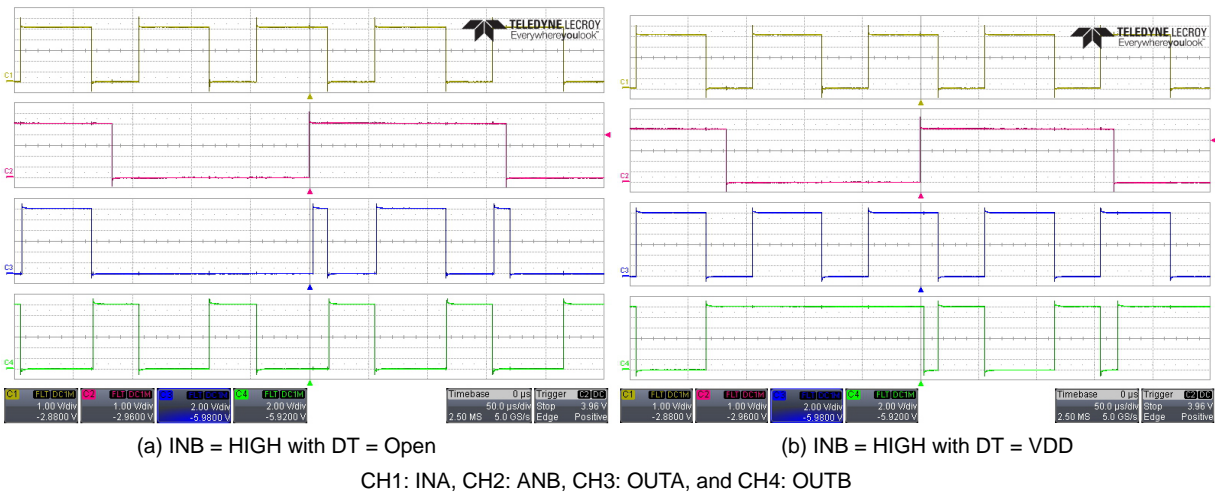 TELEDYNE LECROY
Everywhereyoulook™
C1
C2
C3
C4
C1 FLT DC1M
1.00 V/div
-2.8800 V
C2 FLT DC1M
1.00 V/div
-2.9600 V
2.00 V/div
-5.9800 V
C4 FLT DC1M
2.00 V/div
-5.9200 V
Timebase 0 µs
50.0 µs/div
2.50 MS 5.0 GS/s
Trigger C2 DC
Stop 3.96 V
Edge Positive
(a) INB = HIGH with DT = Open
TELEDYNE LECROY
Everywhereyoulook™
C1
C2
C3
C4
C1 FLT DC1M
1.00 V/div
-2.8800 V
C2 FLT DC1M
1.00 V/div
-2.9600 V
2.00 V/div
-5.9800 V
C4 FLT DC1M
2.00 V/div
-5.9200 V
Timebase 0 µs
50.0 µs/div
2.50 MS 5.0 GS/s
Trigger C2 DC
Stop 3.96 V
Edge Positive
(b) INB = HIGH with DT = VDD
CH1: INA, CH2: ANB, CH3: OUTA, and CH4: OUTB